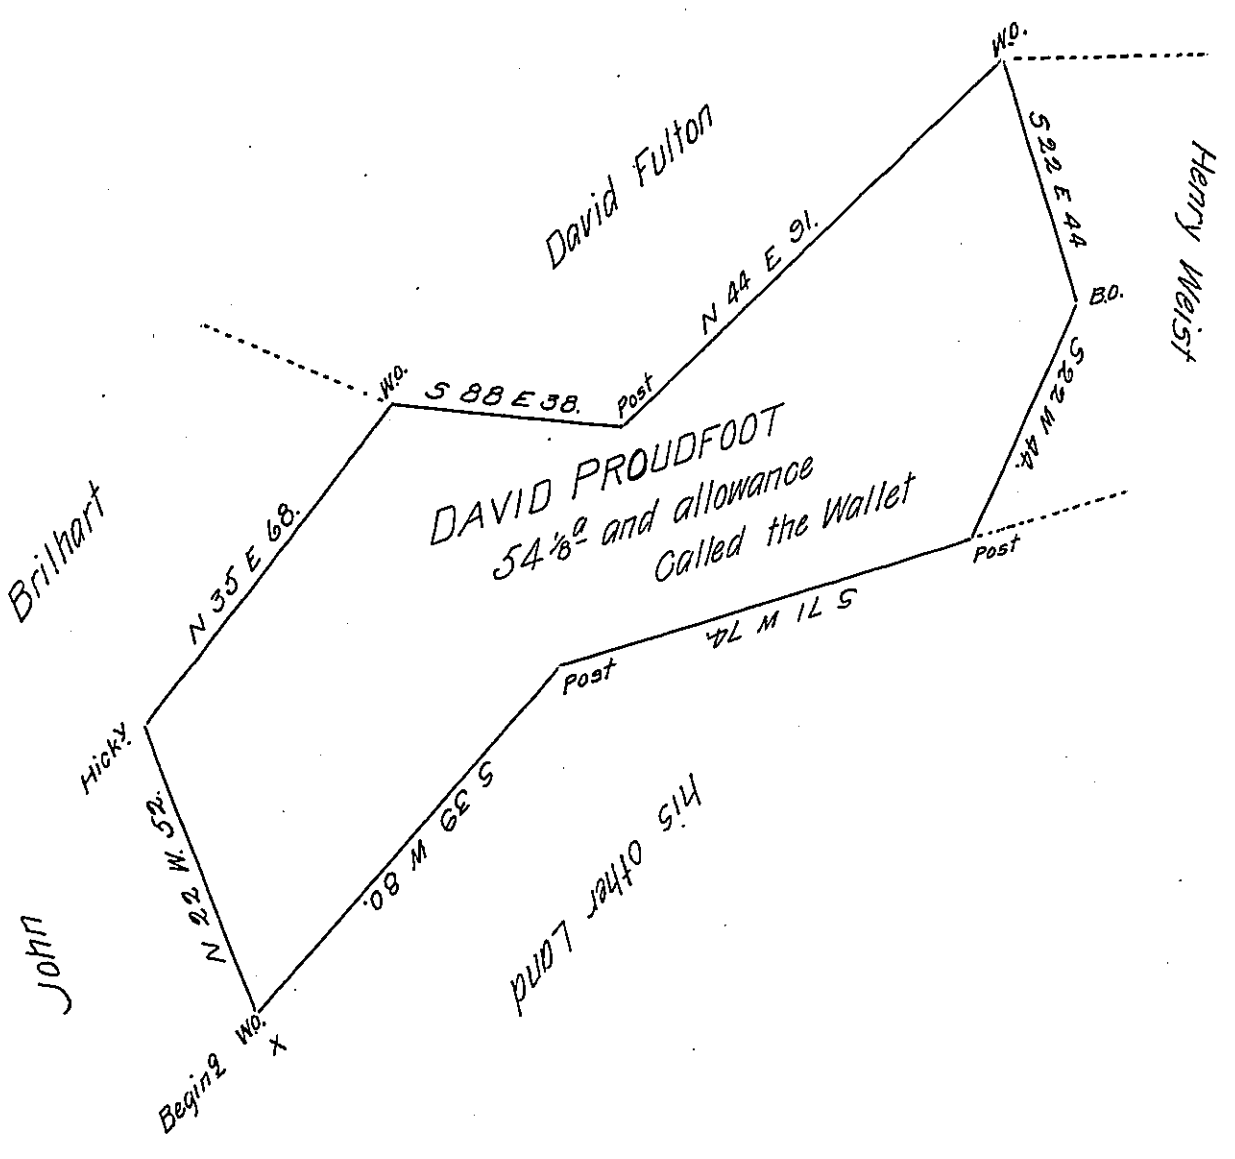 W.O.
David Fulton
Henry Weist
S 22 E 44
N 44 E 91.
B.O.
W.O.
S 88 E 38.
Post
S 22 W 44.
DAVID PROUDFOOT
54 1/8 a and allowance
Called the Wallet
Brilhart
N 35 E 68.
Post
S 71 W 74.
Post
Hicky.
N 22 W. 52.
S 39 W 80.
his other Land
John
Begin g W.O.
X